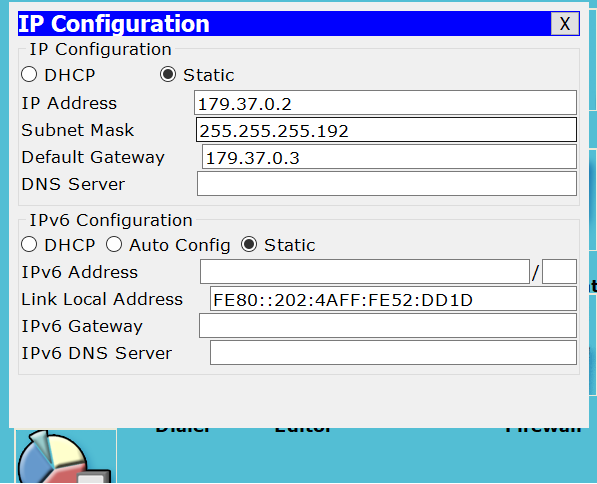 IP Configuration X
IP Configuration
DHCP Static
IP Address 179.37.0.2
Subnet Mask 255.255.255.192
Default Gateway 179.37.0.3
DNS Server
IPv6 Configuration
DHCP Auto Config Static
IPv6 Address /
Link Local Address FE80::202:4AFF:FE52:DD1D
IPv6 Gateway
IPv6 DNS Server
Dialer Editor Firewall